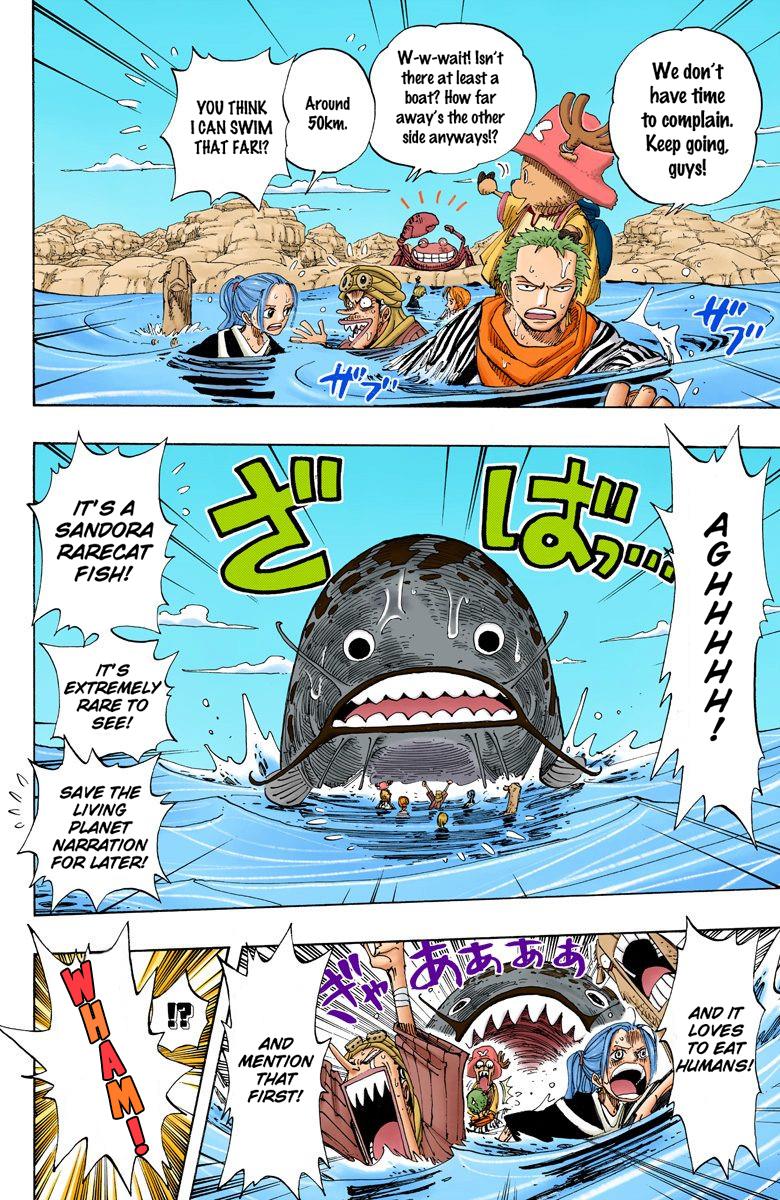 We don't
have time
to complain.
Keep going,
guys!
W-w-wait! Isn't
there at least a
boat? How far
away's the other
side anyways!?
Around
50km.
YOU THINK
I CAN SWIM
THAT FAR!?
ザブ
ザブ
AGHHHHH!
ざばっ…
IT'S A
SANDORA
RARECAT
FISH!
IT'S
EXTREMELY
RARE TO
SEE!
SAVE THE
LIVING
PLANET
NARRATION
FOR LATER!
AND IT
LOVES
TO EAT
HUMANS!
ぎゃああああ
AND
MENTION
THAT
FIRST!
!?
WHAM!